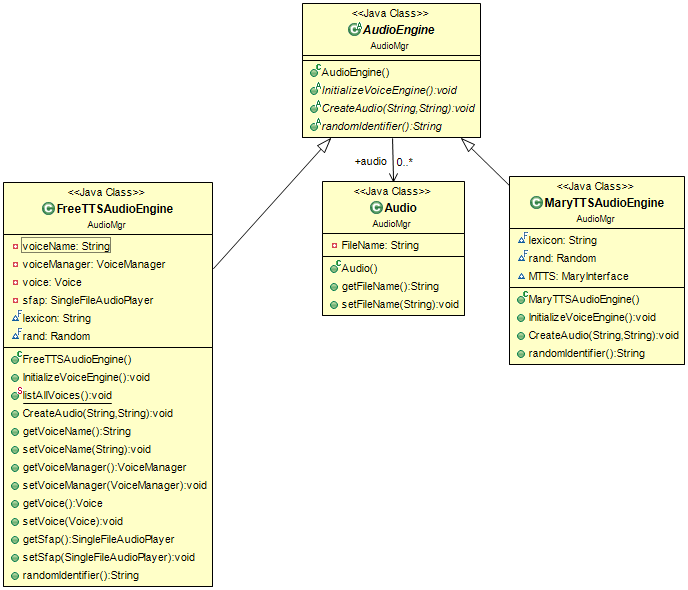 <<Java Class>>
AudioEngine
AudioMgr
AudioEngine()
InitializeVoiceEngine():void
CreateAudio(String,String):void
randomIdentifier():String
+audio 0..*
<<Java Class>>
FreeTTSAudioEngine
AudioMgr
voiceName: String
voiceManager: VoiceManager
voice: Voice
sfap: SingleFileAudioPlayer
lexicon: String
rand: Random
FreeTTSAudioEngine()
InitializeVoiceEngine():void
listAllVoices():void
CreateAudio(String,String):void
getVoiceName():String
setVoiceName(String):void
getVoiceManager():VoiceManager
setVoiceManager(VoiceManager):void
getVoice():Voice
setVoice(Voice):void
getSfap():SingleFileAudioPlayer
setSfap(SingleFileAudioPlayer):void
randomIdentifier():String
<<Java Class>>
Audio
AudioMgr
FileName: String
Audio()
getFileName():String
setFileName(String):void
<<Java Class>>
MaryTTSAudioEngine
AudioMgr
lexicon: String
rand: Random
MTTS: MaryInterface
MaryTTSAudioEngine()
InitializeVoiceEngine():void
CreateAudio(String,String):void
randomIdentifier():String